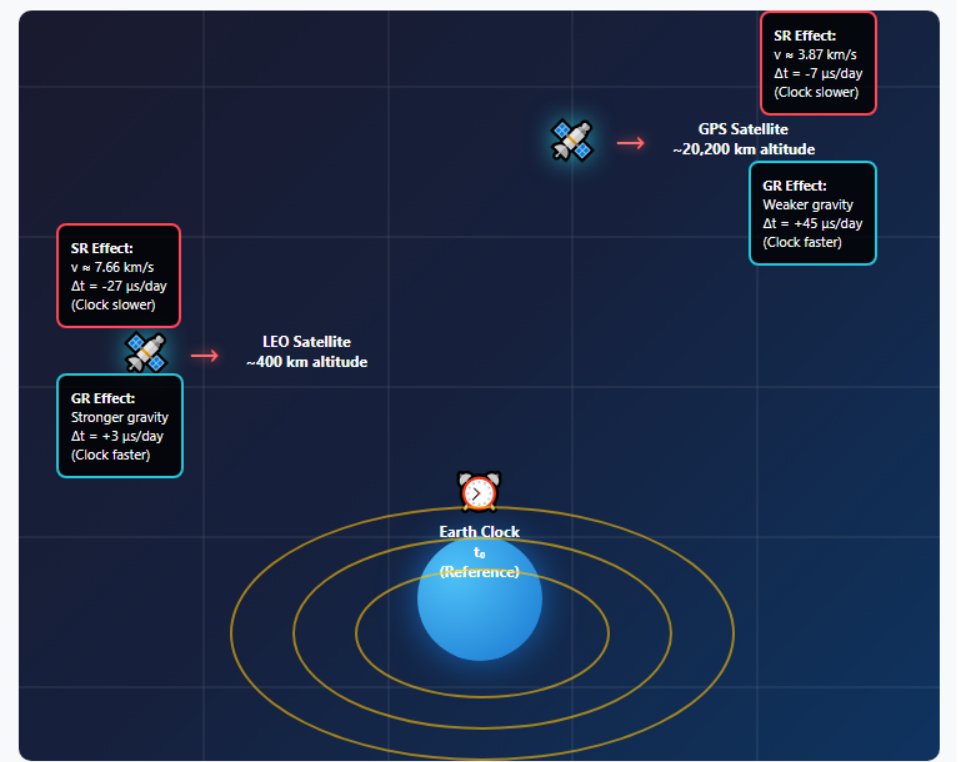 SR Effect:
v ≈ 3.87 km/s
Δt = -7 μs/day
(Clock slower)
GPS Satellite
~20,200 km altitude
GR Effect:
Weaker gravity
Δt = +45 μs/day
(Clock faster)
SR Effect:
v ≈ 7.66 km/s
Δt = -27 μs/day
(Clock slower)
LEO Satellite
~400 km altitude
GR Effect:
Stronger gravity
Δt = +3 μs/day
(Clock faster)
Earth Clock
t₀
(Reference)